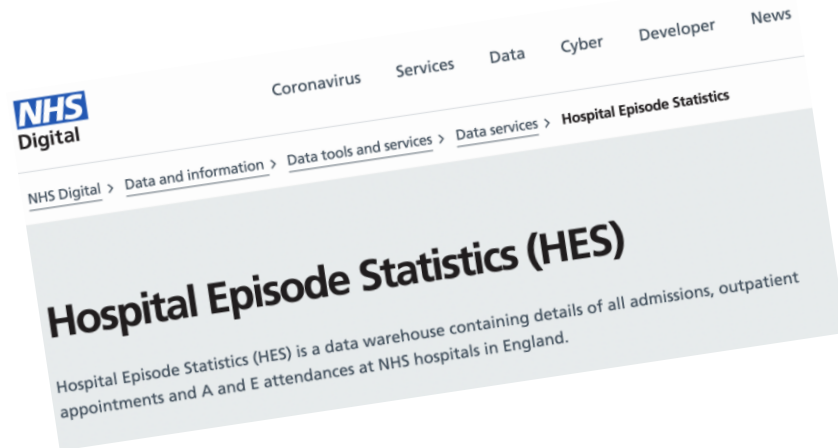 NHS
Digital
Coronavirus Services Data Cyber Developer News
NHS Digital > Data and information > Data tools and services > Data services > Hospital Episode Statistics
Hospital Episode Statistics (HES)
Hospital Episode Statistics (HES) is a data warehouse containing details of all admissions, outpatient
appointments and A and E attendances at NHS hospitals in England.